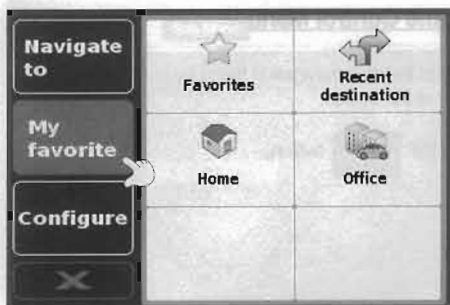 Navigate
to
My
favorite
Configure
Favorites
Recent
destination
Home
Office